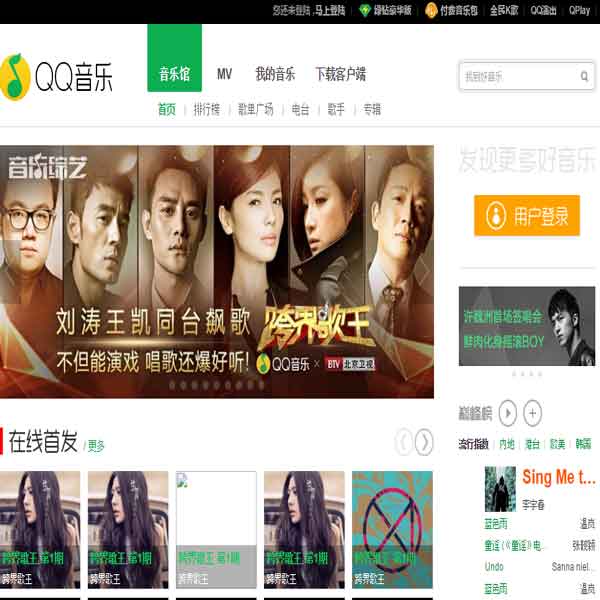 您还未登陆 ,马上登陆 | 绿钻豪华版 | 付费音乐包 | 全民K歌 | QQ演出 | QPlay |
QQ音乐
音乐馆 MV 我的音乐 下载客户端
搜到好音乐
首页 | 排行榜 | 歌单广场 | 电台 | 歌手 | 专辑
音乐综艺
刘涛王凯同台飙歌
跨界歌王
不但能演戏 唱歌还爆好听!
QQ音乐 × BTV 北京卫视
发现更多好音乐
用户登录
许魏洲首场签唱会
鲜肉化身摇滚BOY
巅峰榜
流行指数 | 内地 | 港台 | 欧美 | 韩国
Sing Me t...
李宇春
蓝色雨 温岚
童谣 (《童谣》电... 张靓颖
Undo Sanna niel...
蓝色雨 温岚
在线首发 / 更多
跨界歌王 第1期
跨界歌王
跨界歌王 第1期
跨界歌王
跨界歌王 第1期
跨界歌王
跨界歌王 第1期
跨界歌王
跨界歌王 第1期
跨界歌王